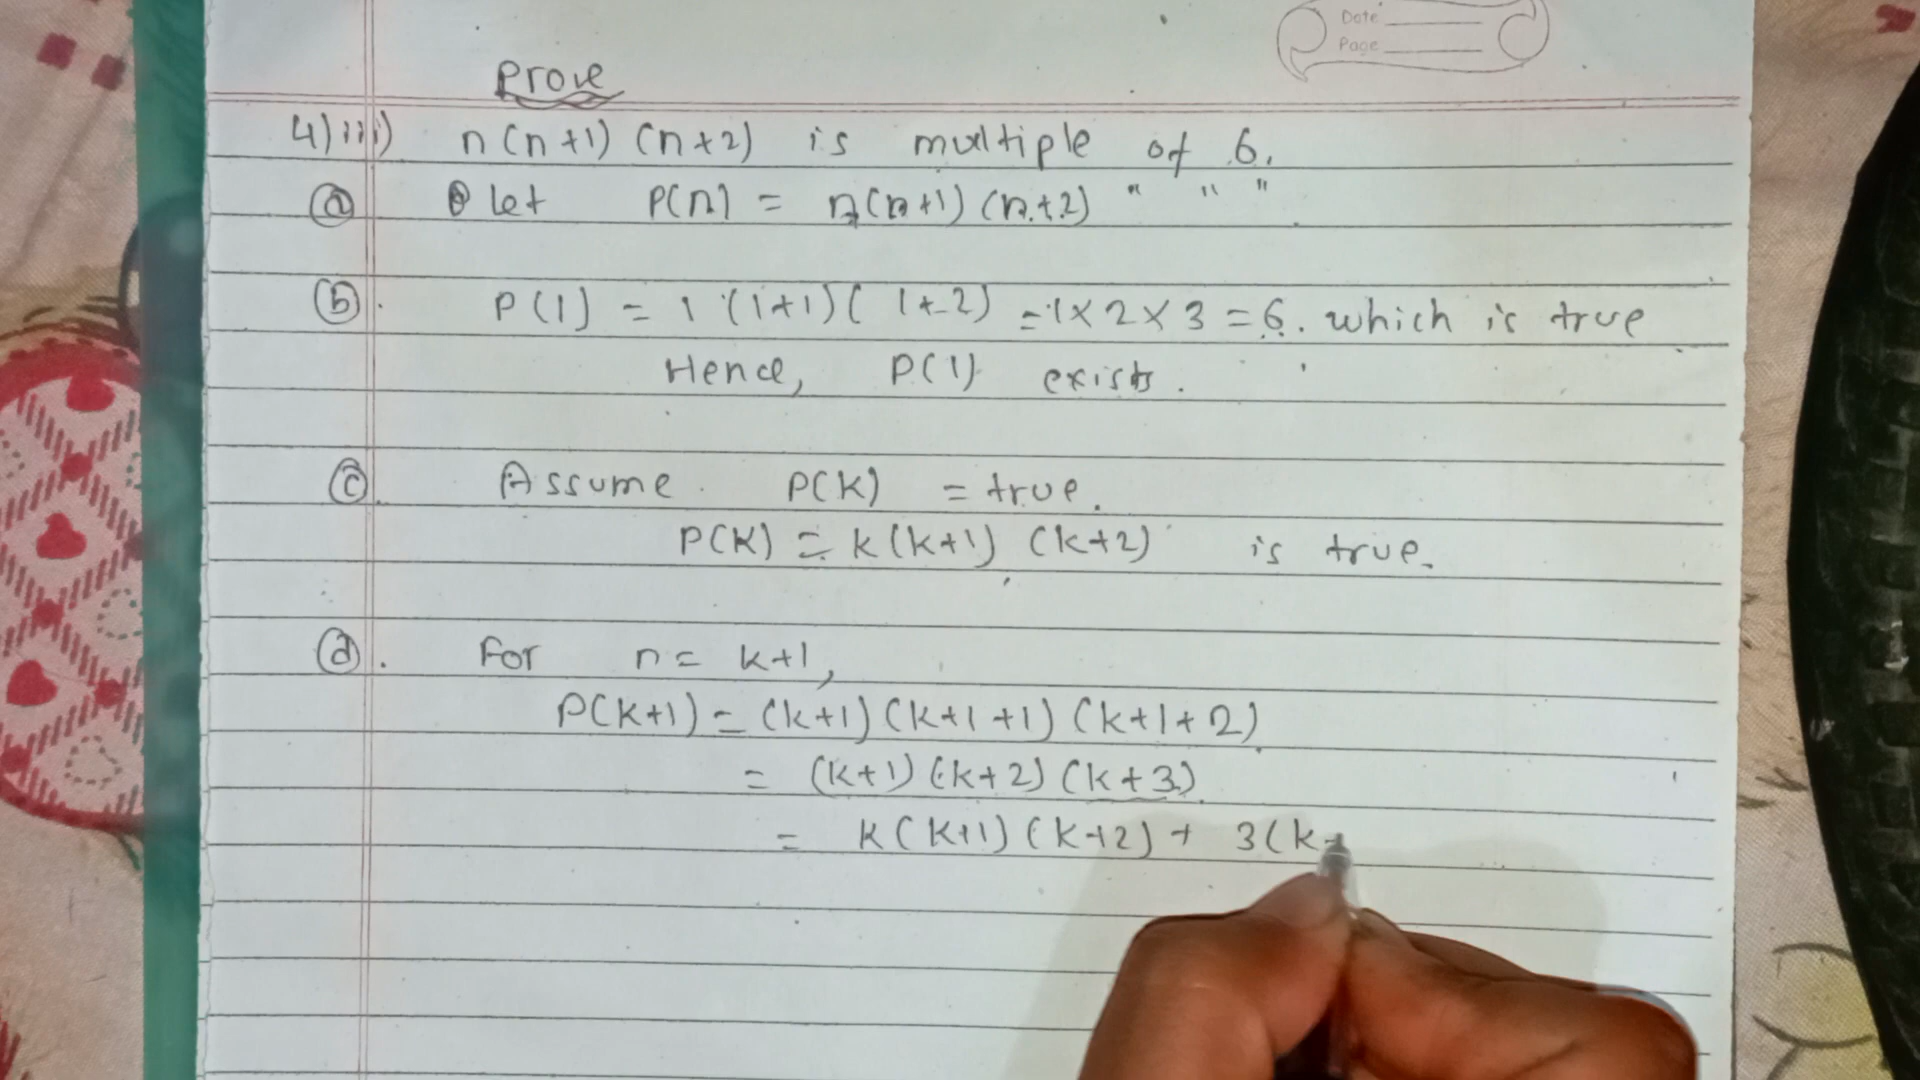 Date
Page
Prove
4) iii) n(n+1) (n+2) is multiple of 6.
(a) let P(n) = n(n+1) (n+2) " " "
(b). P(1) = 1 (1+1)( 1+2) = 1×2×3 = 6. which is true
Hence, P(1) exists.
(c) Assume P(k) = true.
P(k) = k(k+1) (k+2) is true.
(d). For n = k+1,
P(k+1) = (k+1) (k+1+1) (k+1+2)
= (k+1) (k+2) (k+3)
= k(k+1) (k+2) + 3(k+